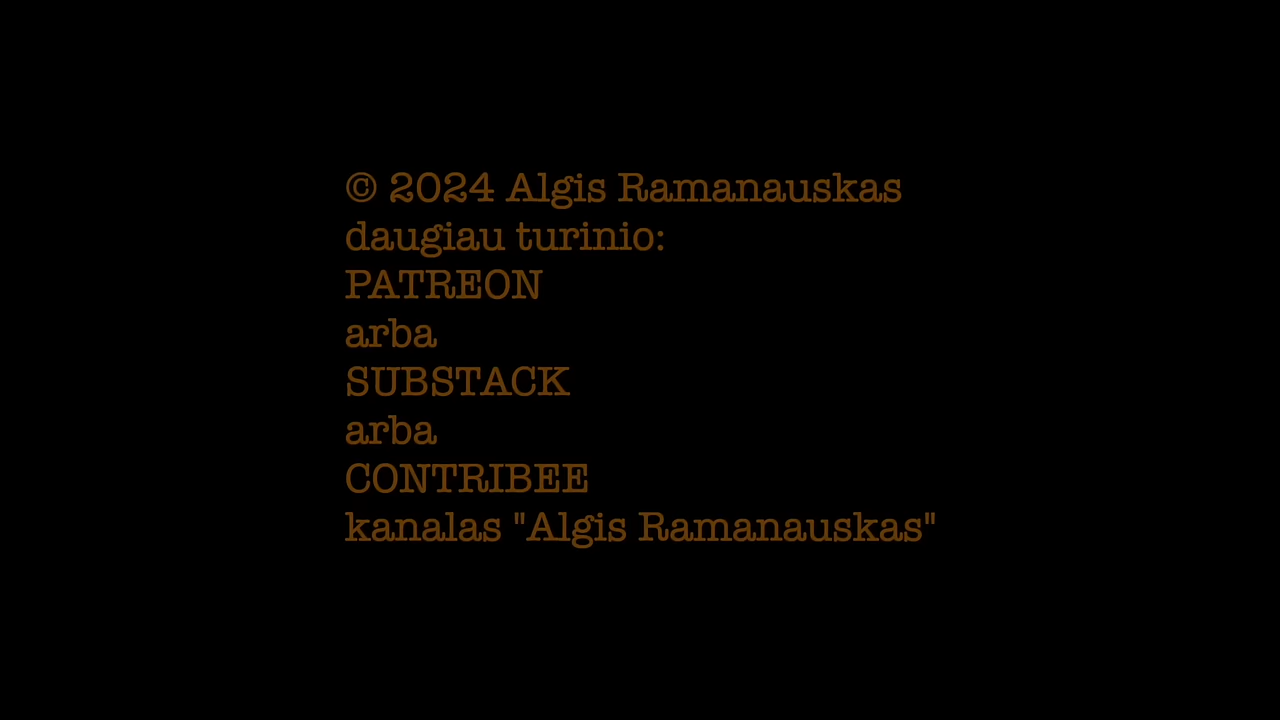 © 2024 Algis Ramanauskas
daugiau turinio:
PATREON
arba
SUBSTACK
arba
CONTRIBEE
kanalas "Algis Ramanauskas"